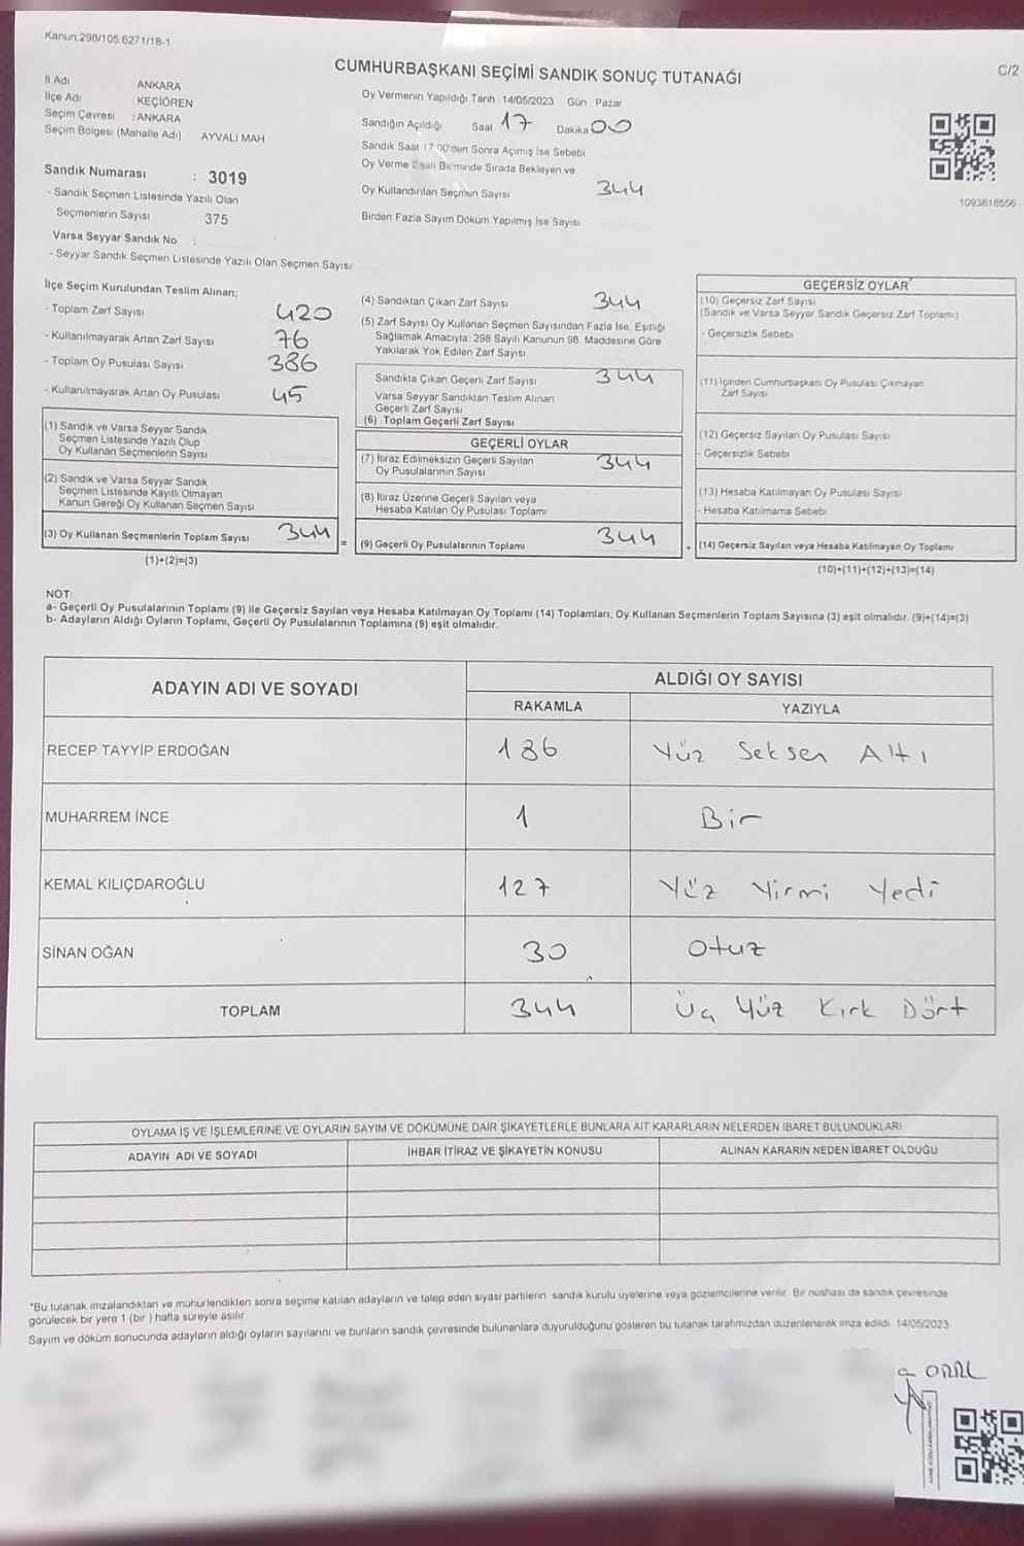 Kanun.298/105.6271/18-1
CUMHURBAŞKANI SEÇİMİ SANDIK SONUÇ TUTANAĞI
C/2
İl Adı : ANKARA
İlçe Adı : KEÇİÖREN
Seçim Çevresi : ANKARA
Seçim Bölgesi (Mahalle Adı) AYVALI MAH
Sandık Numarası : 3019
- Sandık Seçmen Listesinde Yazılı Olan
Seçmenlerin Sayısı 375
Varsa Seyyar Sandık No :
- Seyyar Sandık Seçmen Listesinde Yazılı Olan Seçmen Sayısı
Oy Vermenin Yapıldığı Tarih :14/05/2023 Gün : Pazar
Sandığın Açıldığı Saat 17 Dakika 00
Sandık Saat 17.00'den Sonra Açımış İse Sebebi
Oy Verme Saati Bitiminde Sırada Bekleyen ve
Oy Kullandırılan Seçmen Sayısı 344
Birden Fazla Sayım Döküm Yapılmış İse Sayısı
1093618556
İlçe Seçim Kurulundan Teslim Alınan;
- Toplam Zarf Sayısı 420
- Kullanılmayarak Artan Zarf Sayısı 76
- Toplam Oy Pusulası Sayısı 386
- Kullanılmayarak Artan Oy Pusulası 45
(1) Sandık ve Varsa Seyyar Sandık
Seçmen Listesinde Yazılı Olup
Oy Kullanan Seçmenlerin Sayısı
(2) Sandık ve Varsa Seyyar Sandık
Seçmen Listesinde Kayıtlı Olmayan
Kanun Gereği Oy Kullanan Seçmen Sayısı
(3) Oy Kullanan Seçmenlerin Toplam Sayısı 344 =
(1)+(2)=(3)
(4) Sandıktan Çıkan Zarf Sayısı 344
(5) Zarf Sayısı Oy Kullanan Seçmen Sayısından Fazla İse, Eşitliği
Sağlamak Amacıyla; 298 Sayılı Kanunun 98. Maddesine Göre
Yakılarak Yok Edilen Zarf Sayısı
Sandıkta Çıkan Geçerli Zarf Sayısı 344
Varsa Seyyar Sandıktan Teslim Alınan
Geçerli Zarf Sayısı
(6) Toplam Geçerli Zarf Sayısı
GEÇERLİ OYLAR
(7) İtiraz Edilmeksizin Geçerli Sayılan
Oy Pusulalarının Sayısı 344
(8) İtiraz Üzerine Geçerli Sayılan veya
Hesaba Katılan Oy Pusulası Toplamı
(9) Geçerli Oy Pusulalarının Toplamı 344 +
GEÇERSİZ OYLAR
(10) Geçersiz Zarf Sayısı
(Sandık ve Varsa Seyyar Sandık Geçersiz Zarf Toplamı)
- Geçersizlik Sebebi
(11) İçinden Cumhurbaşkanı Oy Pusulası Çıkmayan
Zarf Sayısı
(12) Geçersiz Sayılan Oy Pusulası Sayısı
- Geçersizlik Sebebi
(13) Hesaba Katılmayan Oy Pusulası Sayısı
- Hesaba Katılmama Sebebi
(14) Geçersiz Sayılan veya Hesaba Katılmayan Oy Toplamı
(10)+(11)+(12)+(13)=(14)
NOT:
a- Geçerli Oy Pusulalarının Toplamı (9) ile Geçersiz Sayılan veya Hesaba Katılmayan Oy Toplamı (14) Toplamları, Oy Kullanan Seçmenlerin Toplam Sayısına (3) eşit olmalıdır. (9)+(14)=(3)
b- Adayların Aldığı Oyların Toplamı, Geçerli Oy Pusulalarının Toplamına (9) eşit olmalıdır.
ADAYIN ADI VE SOYADI ALDIĞI OY SAYISI
RAKAMLA YAZIYLA
RECEP TAYYİP ERDOĞAN 186 Yüz Seksen Altı
MUHARREM İNCE 1 Bir
KEMAL KILIÇDAROĞLU 127 Yüz Yirmi Yedi
SİNAN OĞAN 30 Otuz
TOPLAM 344 Üç Yüz Kırk Dört
OYLAMA İŞ VE İŞLEMLERİNE VE OYLARIN SAYIM VE DÖKÜMÜNE DAİR ŞİKAYETLERLE BUNLARA AİT KARARLARIN NELERDEN İBARET BULUNDUKLARI
ADAYIN ADI VE SOYADI İHBAR İTİRAZ VE ŞİKAYETİN KONUSU ALINAN KARARIN NEDEN İBARET OLDUĞU
*Bu tutanak imzalandıktan ve mühürlendikten sonra seçime katılan adayların ve talep eden siyasi partilerin sandık kurulu üyelerine veya gözlemcilerine verilir. Bir nüshası da sandık çevresinde
görülecek bir yere 1 (bir ) hafta süreyle asılır.
Sayım ve döküm sonucunda adayların aldığı oyların sayılarını ve bunların sandık çevresinde bulunanlara duyurulduğunu gösteren bu tutanak tarafımızdan düzenlenerek imza edildi. 14/05/2023